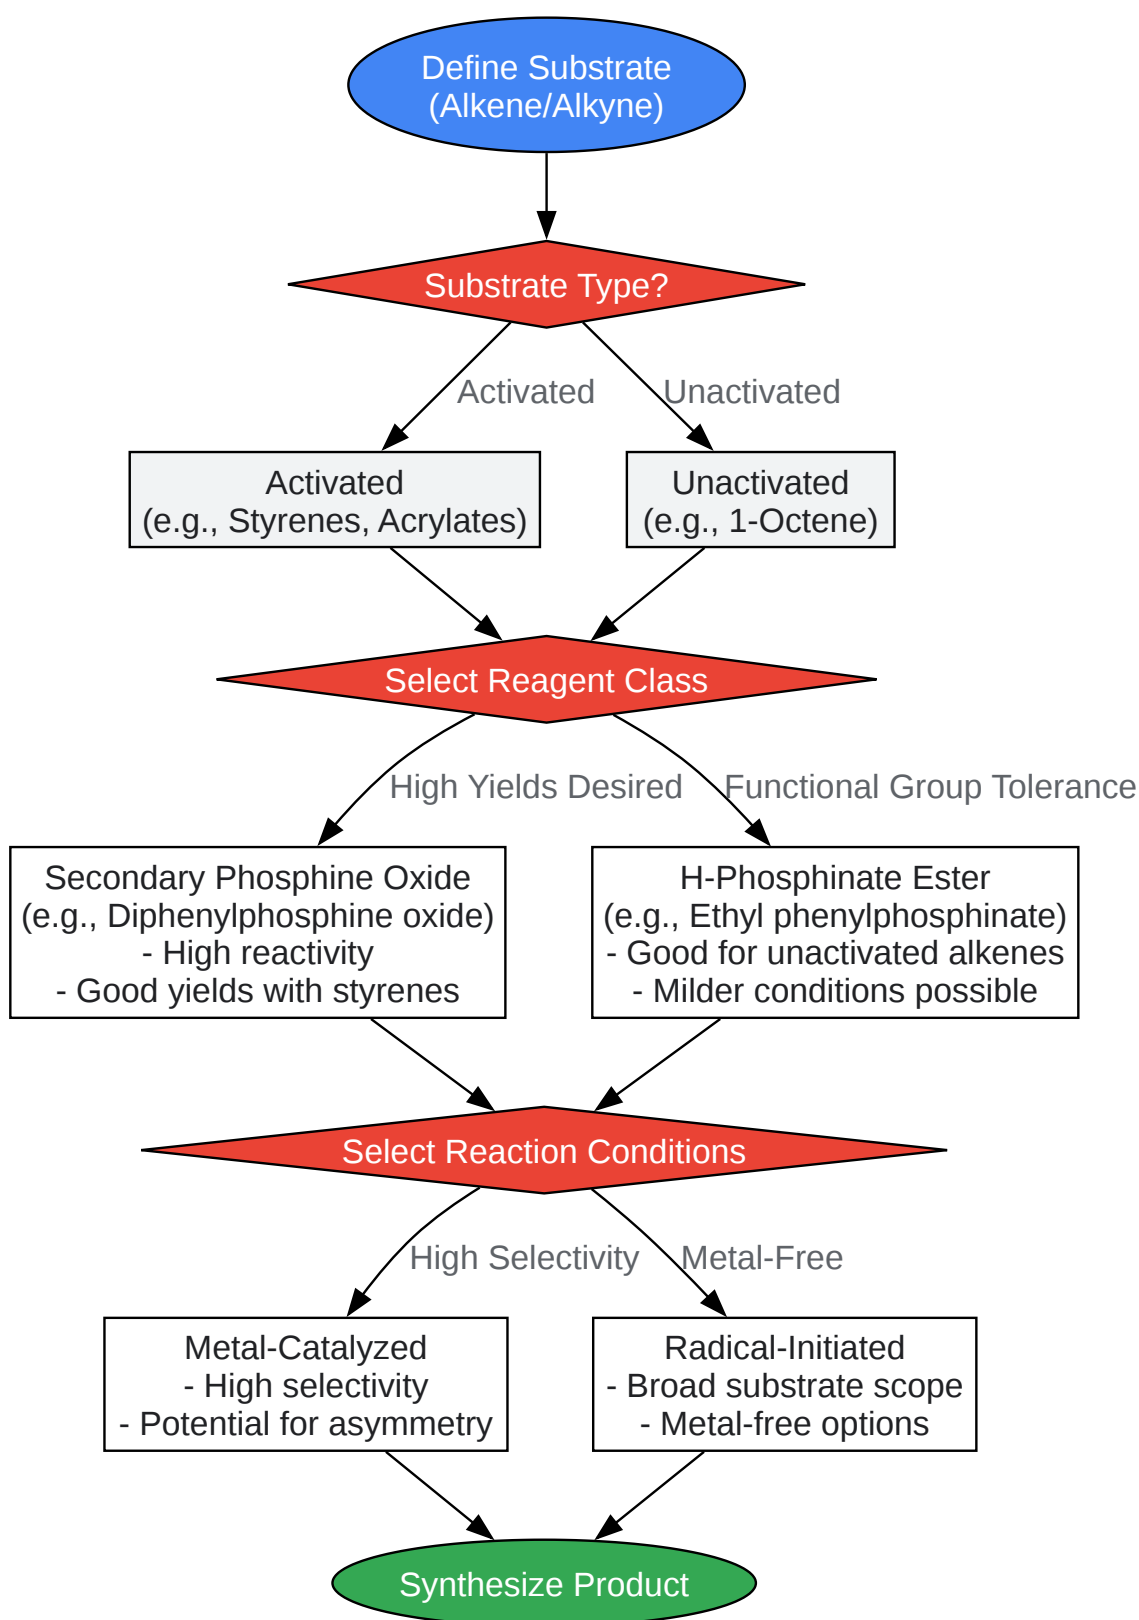 Define Substrate
(Alkene/Alkyne)
Substrate Type?
Activated
Unactivated
Activated
(e.g., Styrenes, Acrylates)
Unactivated
(e.g., 1-Octene)
Select Reagent Class
High Yields Desired
Functional Group Tolerance
Secondary Phosphine Oxide
(e.g., Diphenylphosphine oxide)
- High reactivity
- Good yields with styrenes
H-Phosphinate Ester
(e.g., Ethyl phenylphosphinate)
- Good for unactivated alkenes
- Milder conditions possible
Select Reaction Conditions
High Selectivity
Metal-Free
Metal-Catalyzed
- High selectivity
- Potential for asymmetry
Radical-Initiated
- Broad substrate scope
- Metal-free options
Synthesize Product